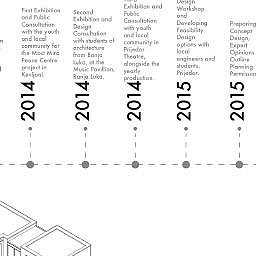 First Exhibition
and Public
Consultation
with the youth
and local
community for
the Most Mira
Peace Centre
project in
Kevljani.
2014
Second
Exhibition and
Design
Consultation
with students of
architecture
from Banja
Luka, at the
Music Pavillion,
Banja Luka.
2014
Exhibition and
Public
Consultation
with youth
and local
community in
Prijedor
Theatre,
alongside the
yearly
production.
2014
Design
Workshop
and
Developing
Feasibility
Design
options with
local
engineers and
students,
Prijedor.
2015
Preparing
Concept
Design,
Expert
Opinions
Outline
Planning
Permission
2015